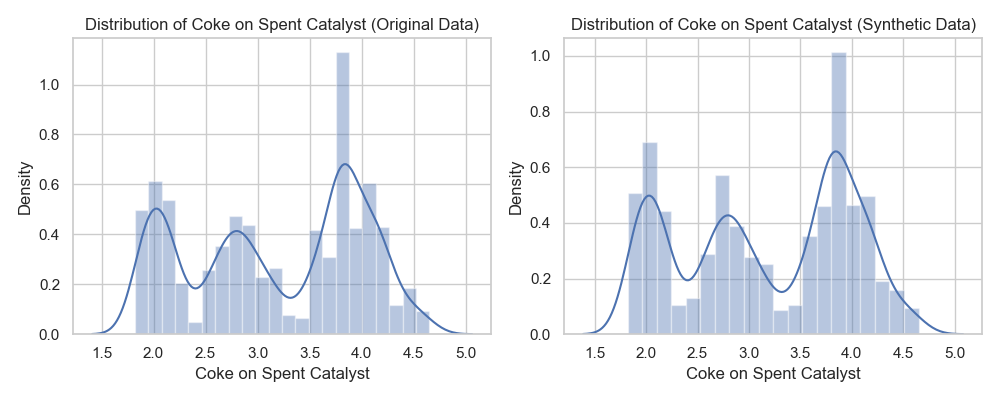 Distribution of Coke on Spent Catalyst (Original Data)
Density
1.0
0.8
0.6
0.4
0.2
0.0
1.5 2.0 2.5 3.0 3.5 4.0 4.5 5.0
Coke on Spent Catalyst
Distribution of Coke on Spent Catalyst (Synthetic Data)
Density
1.0
0.8
0.6
0.4
0.2
0.0
1.5 2.0 2.5 3.0 3.5 4.0 4.5 5.0
Coke on Spent Catalyst